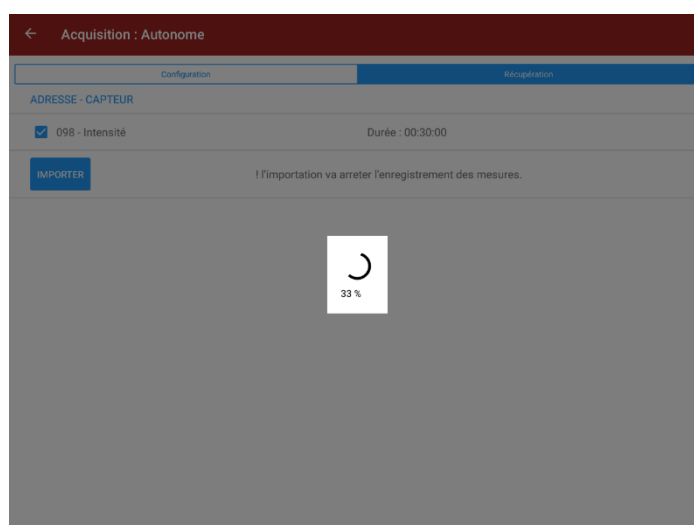 Acquisition : Autonome
Configuration
Récupération
ADRESSE - CAPTEUR
098 - Intensité
Durée : 00:30:00
IMPORTER
! l'importation va arreter l'enregistrement des mesures.
33 %